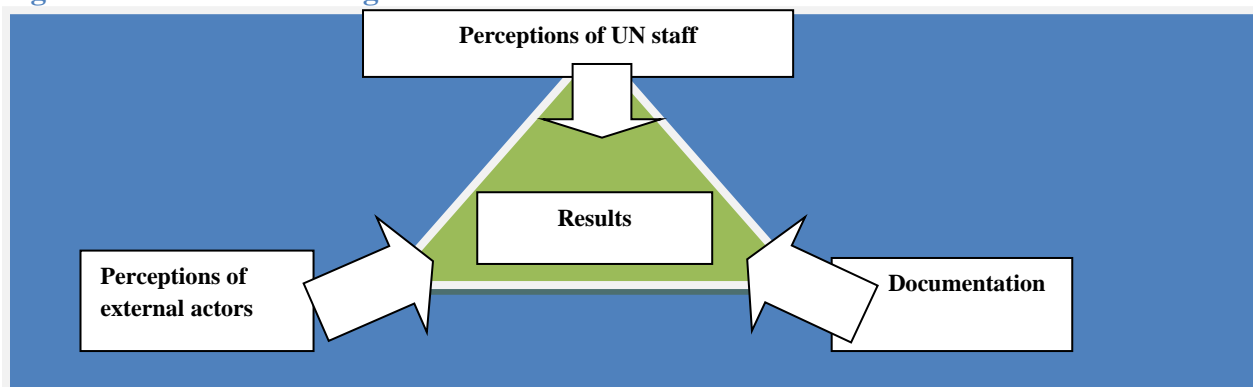 Perceptions of UN staff
Results
Perceptions of
external actors
Documentation